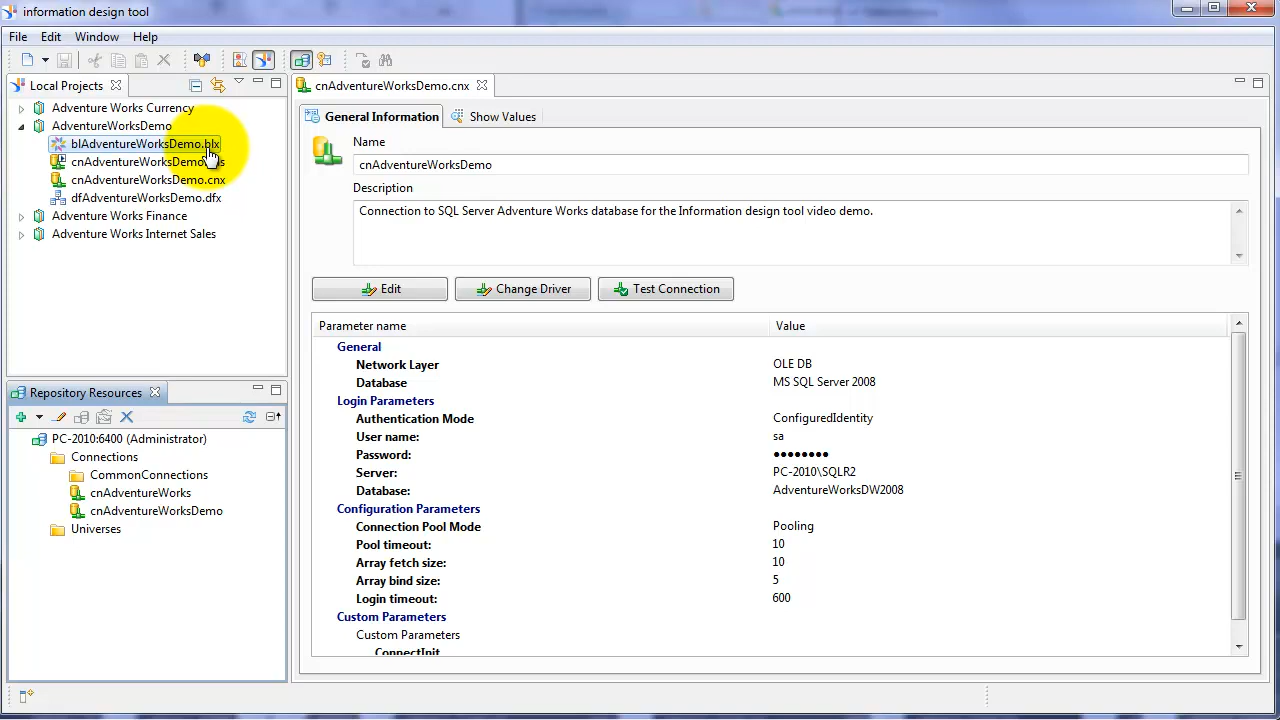 information design tool
File Edit Window Help
Local Projects
Adventure Works Currency
AdventureWorksDemo
blAdventureWorksDemo.blx
cnAdventureWorksDemo
cnAdventureWorksDemo.cnx
dfAdventureWorksDemo.dfx
Adventure Works Finance
Adventure Works Internet Sales
Repository Resources
PC-2010:6400 (Administrator)
Connections
CommonConnections
cnAdventureWorks
cnAdventureWorksDemo
Universes
cnAdventureWorksDemo.cnx
General Information Show Values
Name
cnAdventureWorksDemo
Description
Connection to SQL Server Adventure Works database for the Information design tool video demo.
Edit Change Driver Test Connection
Parameter name Value
General
Network Layer OLE DB
Database MS SQL Server 2008
Login Parameters
Authentication Mode ConfiguredIdentity
User name: sa
Password: ●●●●●●●●
Server: PC-2010\SQLR2
Database: AdventureWorksDW2008
Configuration Parameters
Connection Pool Mode Pooling
Pool timeout: 10
Array fetch size: 10
Array bind size: 5
Login timeout: 600
Custom Parameters
Custom Parameters
ConnectInit